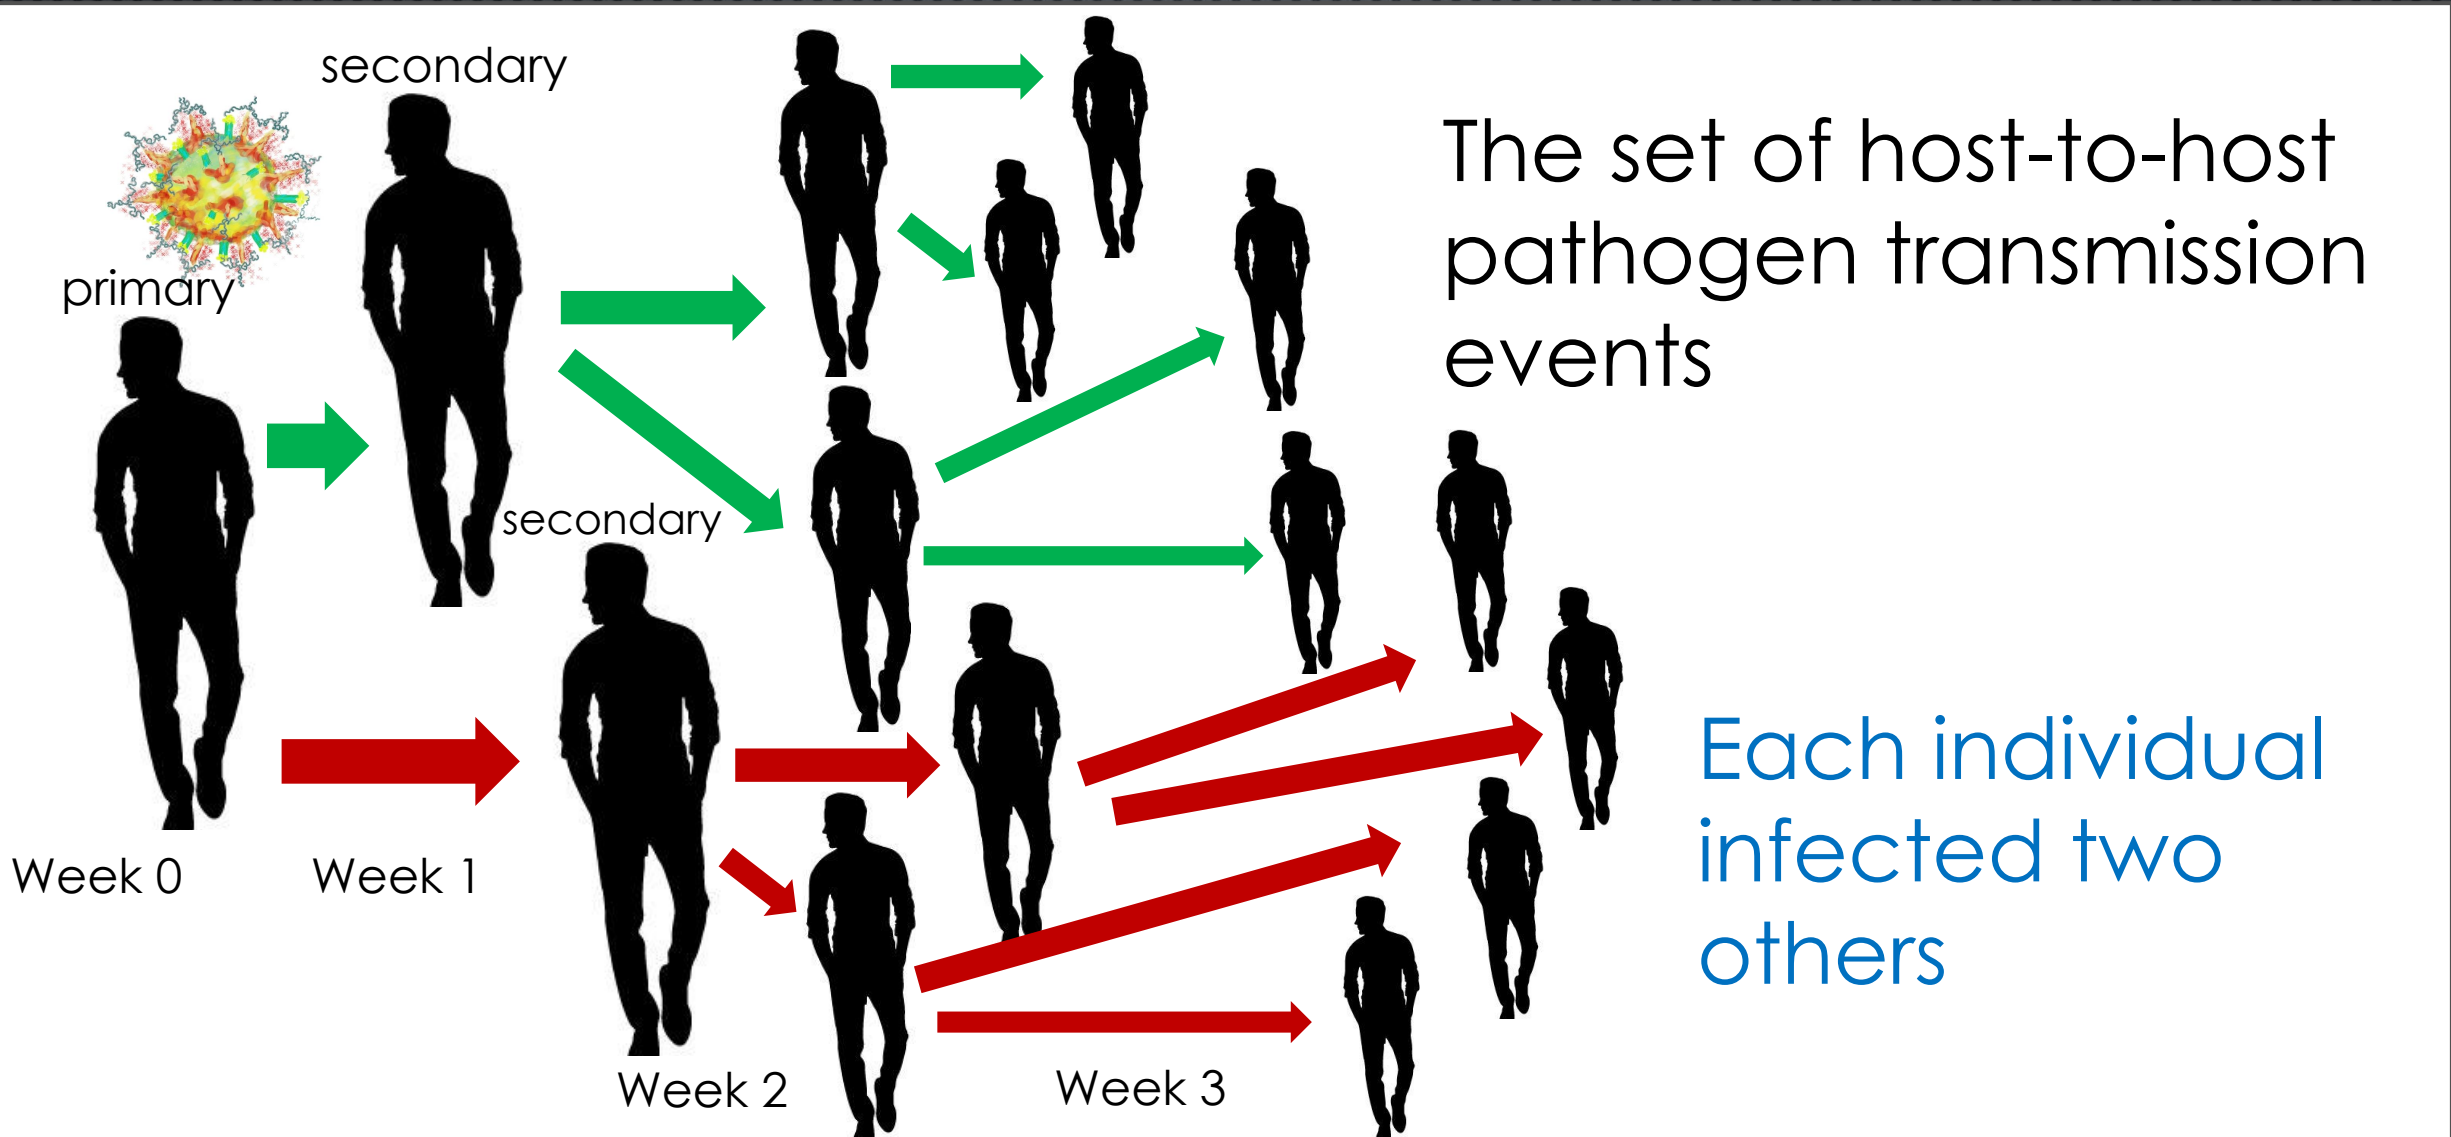 secondary
primary
secondary
Week 0
Week 1
Week 2
Week 3
The set of host-to-host
pathogen transmission
events
Each individual
infected two
others